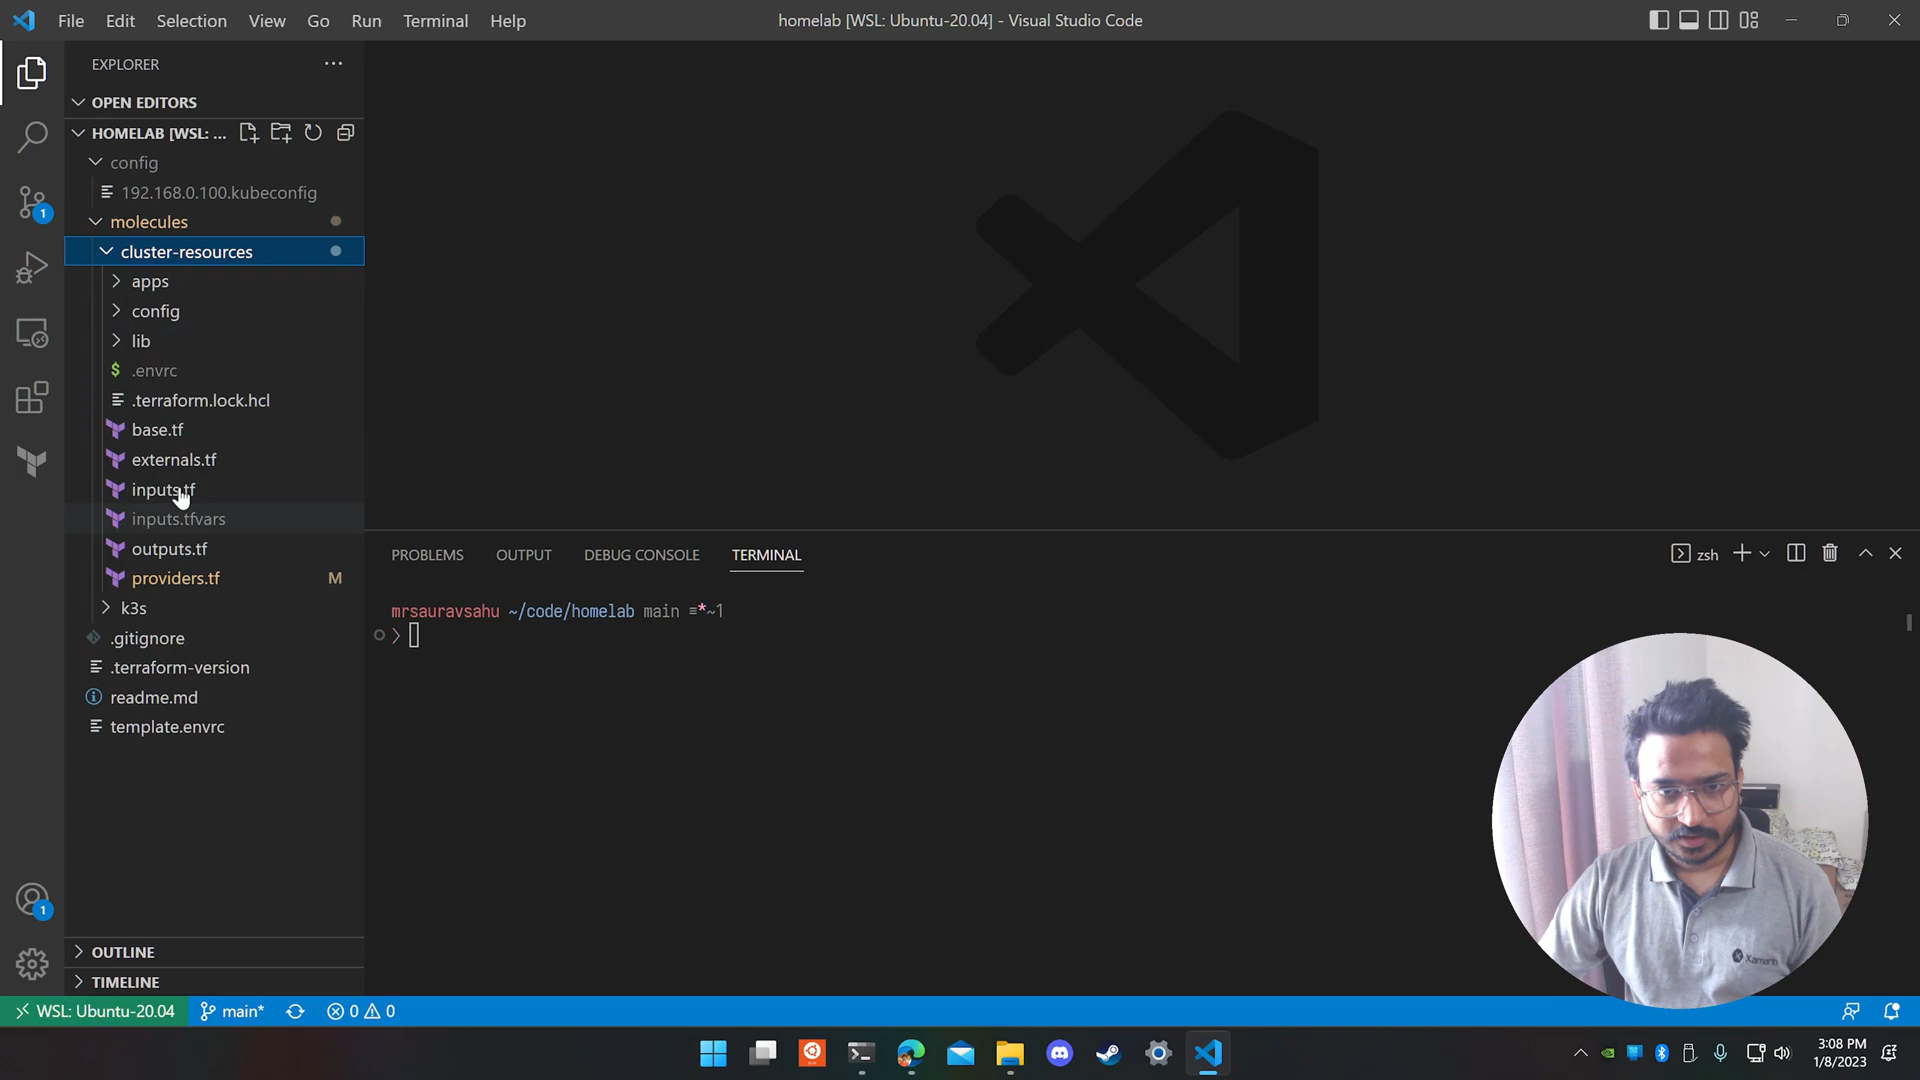 File Edit Selection View Go Run Terminal Help
homelab [WSL: Ubuntu-20.04] - Visual Studio Code
EXPLORER
OPEN EDITORS
HOMELAB [WSL: ...
config
192.168.0.100.kubeconfig
molecules
cluster-resources
apps
config
lib
.envrc
.terraform.lock.hcl
base.tf
externals.tf
inputs.tf
inputs.tfvars
outputs.tf
providers.tf M
k3s
.gitignore
.terraform-version
readme.md
template.envrc
OUTLINE
TIMELINE
1
1
PROBLEMS OUTPUT DEBUG CONSOLE TERMINAL
zsh
mrsauravsahu ~/code/homelab main ≡*~1
Xamarin
WSL: Ubuntu-20.04 main* 0 0
3:08 PM
1/8/2023